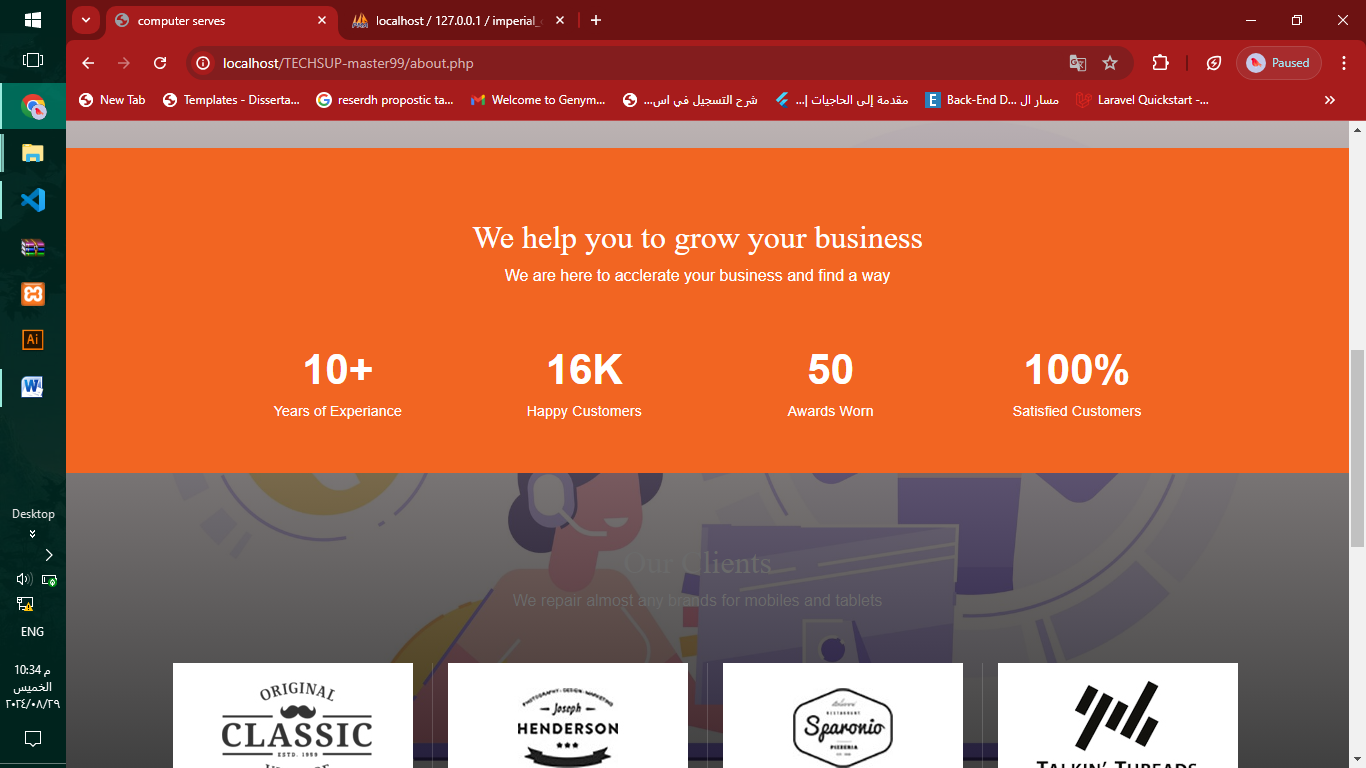 computer serves
localhost / 127.0.0.1 / imperial_
localhost/TECHSUP-master99/about.php
Paused
New Tab
Templates - Disserta...
reserdh propostic ta...
Welcome to Genym...
شرح التسجيل في اس...
مقدمة إلى الحاجيات |...
مسار ال Back-End D...
Laravel Quickstart -...
We help you to grow your business
We are here to acclerate your business and find a way
10+
16K
50
100%
Years of Experiance
Happy Customers
Awards Worn
Satisfied Customers
Our Clients
We repair almost any brands for mobiles and tablets
ORIGINAL
CLASSIC
ESTD. 1999
PHOTOGRAPHY · DESIGN · MARKETING
Joseph
HENDERSON
RESTAURANT
Sparonio
PIZZERIA
TALKIN' THREADS
Desktop
ENG
10:34 م
الخميس
٢٠٢٤/٠٨/٢٩